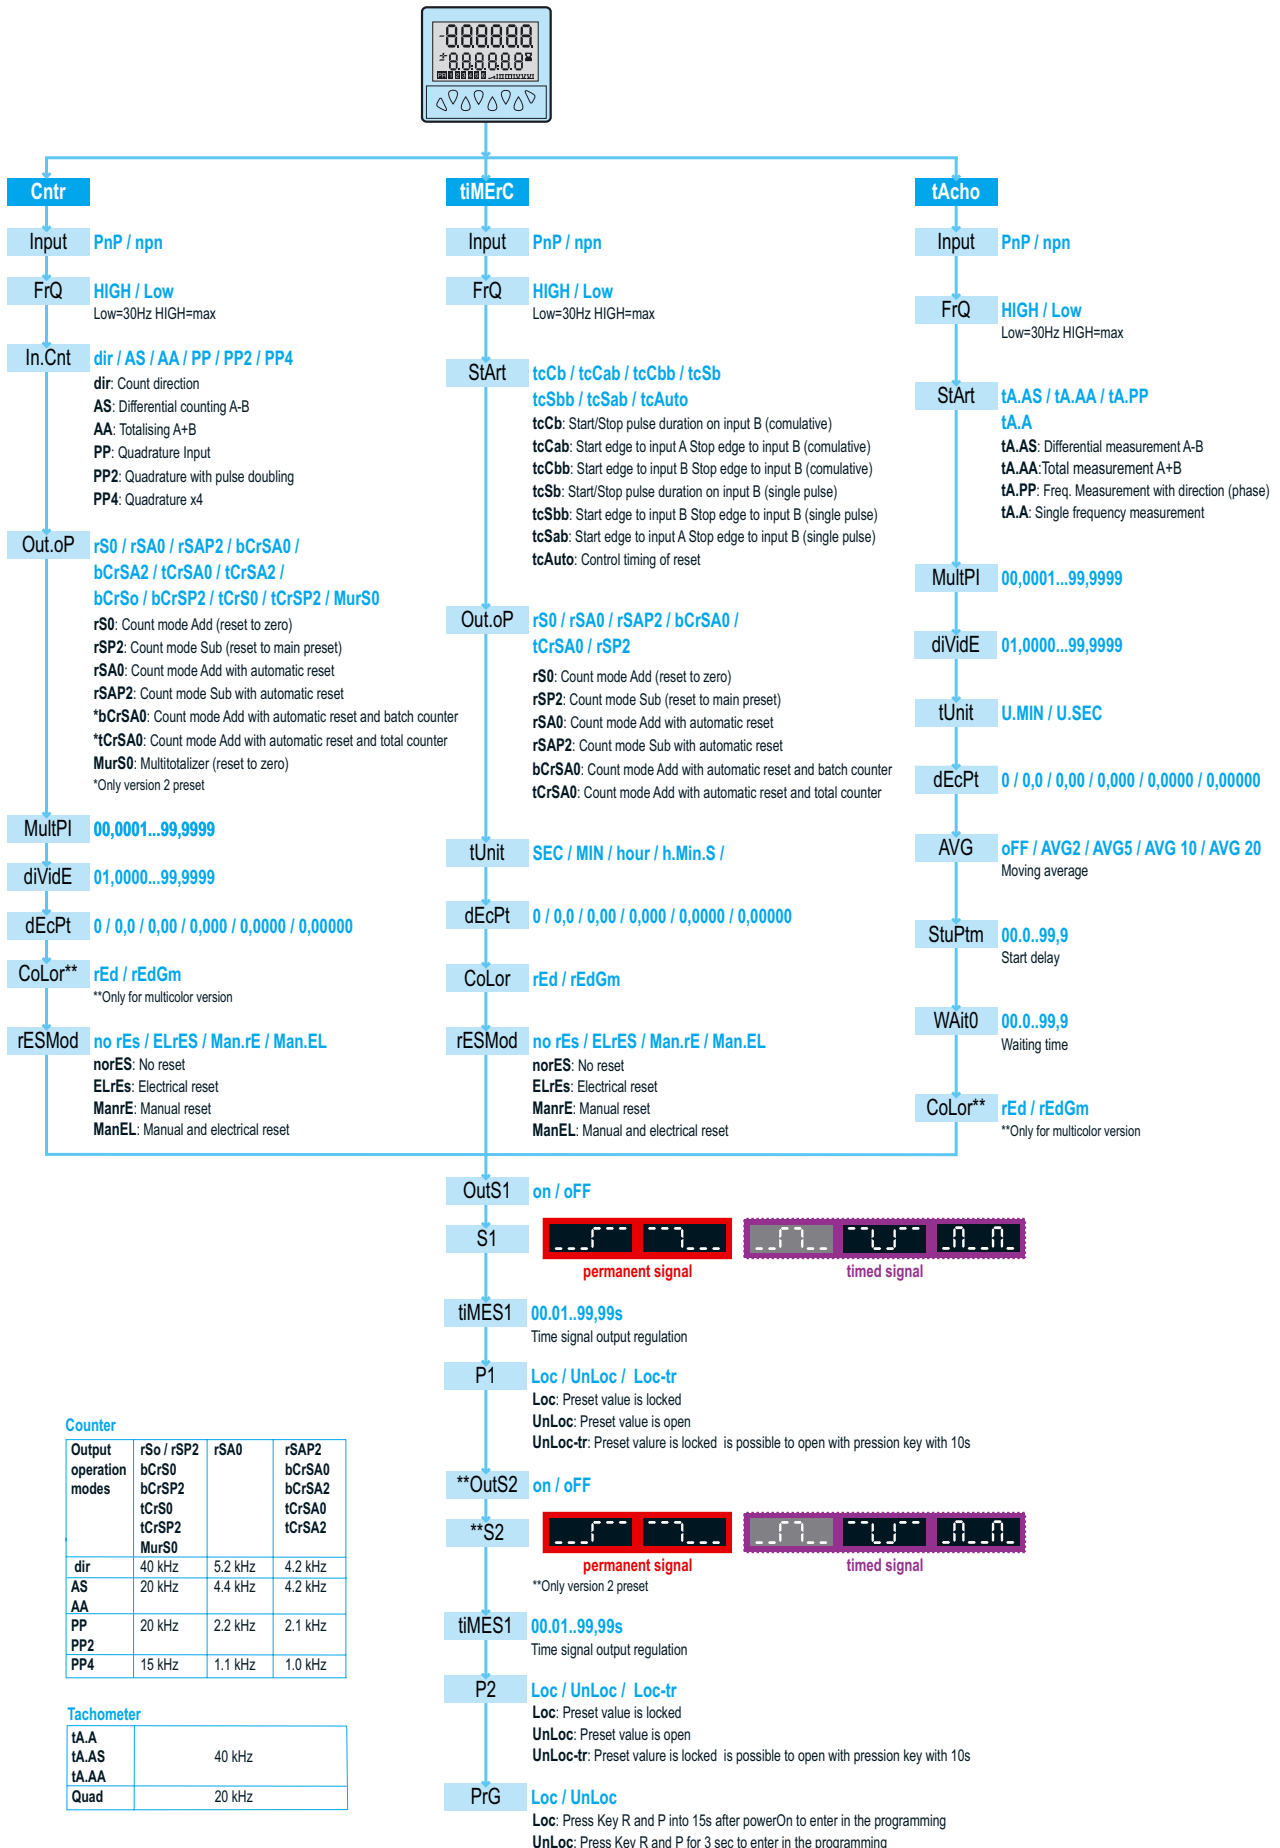 -8.8.8.8.8.8
Cntr
Input PnP / npn
FrQ HIGH / Low
Low=30Hz HIGH=max
In.Cnt dir / AS / AA / PP / PP2 / PP4
dir: Count direction
AS: Differential counting A-B
AA: Totalising A+B
PP: Quadrature Input
PP2: Quadrature with pulse doubling
PP4: Quadrature x4
Out.oP rS0 / rSA0 / rSAP2 / bCrSA0 /
bCrSA2 / tCrSA0 / tCrSA2 /
bCrSo / bCrSP2 / tCrS0 / tCrSP2 / MurS0
rS0: Count mode Add (reset to zero)
rSP2: Count mode Sub (reset to main preset)
rSA0: Count mode Add with automatic reset
rSAP2: Count mode Sub with automatic reset
*bCrSA0: Count mode Add with automatic reset and batch counter
*tCrSA0: Count mode Add with automatic reset and total counter
MurS0: Multitotalizer (reset to zero)
*Only version 2 preset
MultPl 00,0001...99,9999
diVidE 01,0000...99,9999
dEcPt 0 / 0,0 / 0,00 / 0,000 / 0,0000 / 0,00000
CoLor** rEd / rEdGm
**Only for multicolor version
rESMod no rEs / ELrES / Man.rE / Man.EL
norES: No reset
ELrEs: Electrical reset
ManrE: Manual reset
ManEL: Manual and electrical reset
tiMErC
Input PnP / npn
FrQ HIGH / Low
Low=30Hz HIGH=max
StArt tcCb / tcCab / tcCbb / tcSb
tcSbb / tcSab / tcAuto
tcCb: Start/Stop pulse duration on input B (comulative)
tcCab: Start edge to input A Stop edge to input B (comulative)
tcCbb: Start edge to input B Stop edge to input B (comulative)
tcSb: Start/Stop pulse duration on input B (single pulse)
tcSbb: Start edge to input B Stop edge to input B (single pulse)
tcSab: Start edge to input A Stop edge to input B (single pulse)
tcAuto: Control timing of reset
Out.oP rS0 / rSA0 / rSAP2 / bCrSA0 /
tCrSA0 / rSP2
rS0: Count mode Add (reset to zero)
rSP2: Count mode Sub (reset to main preset)
rSA0: Count mode Add with automatic reset
rSAP2: Count mode Sub with automatic reset
bCrSA0: Count mode Add with automatic reset and batch counter
tCrSA0: Count mode Add with automatic reset and total counter
tUnit SEC / MIN / hour / h.Min.S /
dEcPt 0 / 0,0 / 0,00 / 0,000 / 0,0000 / 0,00000
CoLor rEd / rEdGm
rESMod no rEs / ELrES / Man.rE / Man.EL
norES: No reset
ELrEs: Electrical reset
ManrE: Manual reset
ManEL: Manual and electrical reset
tAcho
Input PnP / npn
FrQ HIGH / Low
Low=30Hz HIGH=max
StArt tA.AS / tA.AA / tA.PP
tA.A
tA.AS: Differential measurement A-B
tA.AA:Total measurement A+B
tA.PP: Freq. Measurement with direction (phase)
tA.A: Single frequency measurement
MultPl 00,0001...99,9999
diVidE 01,0000...99,9999
tUnit U.MIN / U.SEC
dEcPt 0 / 0,0 / 0,00 / 0,000 / 0,0000 / 0,00000
AVG oFF / AVG2 / AVG5 / AVG 10 / AVG 20
Moving average
StuPtm 00.0..99,9
Start delay
WAit0 00.0..99,9
Waiting time
CoLor** rEd / rEdGm
**Only for multicolor version
OutS1 on / oFF
S1
permanent signal timed signal
tiMES1 00.01..99,99s
Time signal output regulation
P1 Loc / UnLoc / Loc-tr
Loc: Preset value is locked
UnLoc: Preset value is open
UnLoc-tr: Preset valure is locked is possible to open with pression key with 10s
**OutS2 on / oFF
**S2
permanent signal timed signal
**Only version 2 preset
tiMES1 00.01..99,99s
Time signal output regulation
P2 Loc / UnLoc / Loc-tr
Loc: Preset value is locked
UnLoc: Preset value is open
UnLoc-tr: Preset valure is locked is possible to open with pression key with 10s
PrG Loc / UnLoc
Loc: Press Key R and P into 15s after powerOn to enter in the programming
UnLoc: Press Key R and P for 3 sec to enter in the programming
Counter
Output rSo / rSP2 rSA0 rSAP2
operation bCrS0 bCrSA0
modes bCrSP2 bCrSA2
tCrS0 tCrSA0
tCrSP2 tCrSA2
MurS0
dir 40 kHz 5.2 kHz 4.2 kHz
AS 20 kHz 4.4 kHz 4.2 kHz
AA
PP 20 kHz 2.2 kHz 2.1 kHz
PP2
PP4 15 kHz 1.1 kHz 1.0 kHz
Tachometer
tA.A
tA.AS 40 kHz
tA.AA
Quad 20 kHz